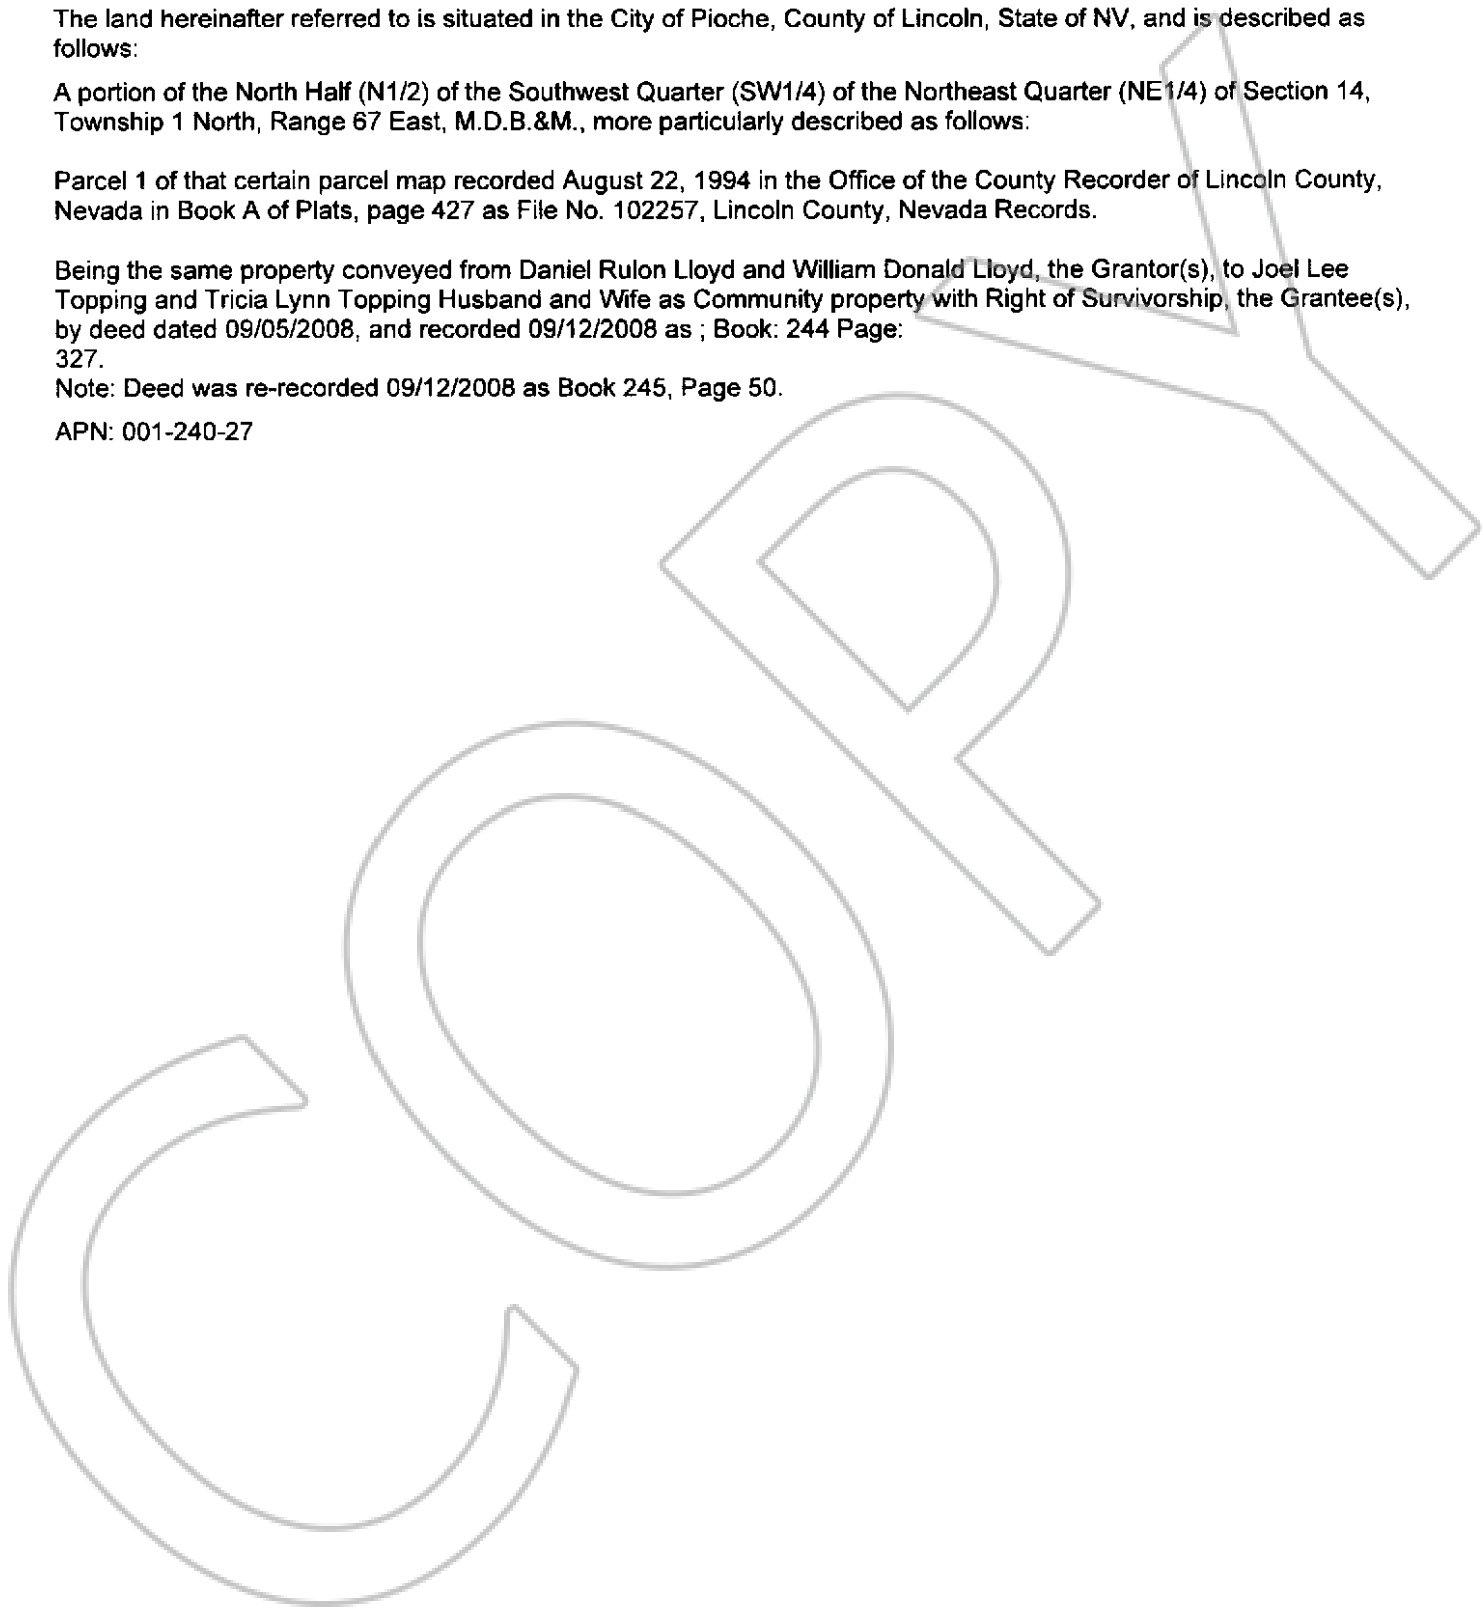 The land hereinafter referred to is situated in the City of Pioche, County of Lincoln, State of NV, and is described as
follows:
A portion of the North Half (N1/2) of the Southwest Quarter (SW1/4) of the Northeast Quarter (NE1/4) of Section 14,
Township 1 North, Range 67 East, M.D.B.&M., more particularly described as follows:
Parcel 1 of that certain parcel map recorded August 22, 1994 in the Office of the County Recorder of Lincoln County,
Nevada in Book A of Plats, page 427 as File No. 102257, Lincoln County, Nevada Records.
Being the same property conveyed from Daniel Rulon Lloyd and William Donald Lloyd, the Grantor(s), to Joel Lee
Topping and Tricia Lynn Topping Husband and Wife as Community property with Right of Survivorship, the Grantee(s),
by deed dated 09/05/2008, and recorded 09/12/2008 as ; Book: 244 Page:
327.
Note: Deed was re-recorded 09/12/2008 as Book 245, Page 50.
APN: 001-240-27
COPY